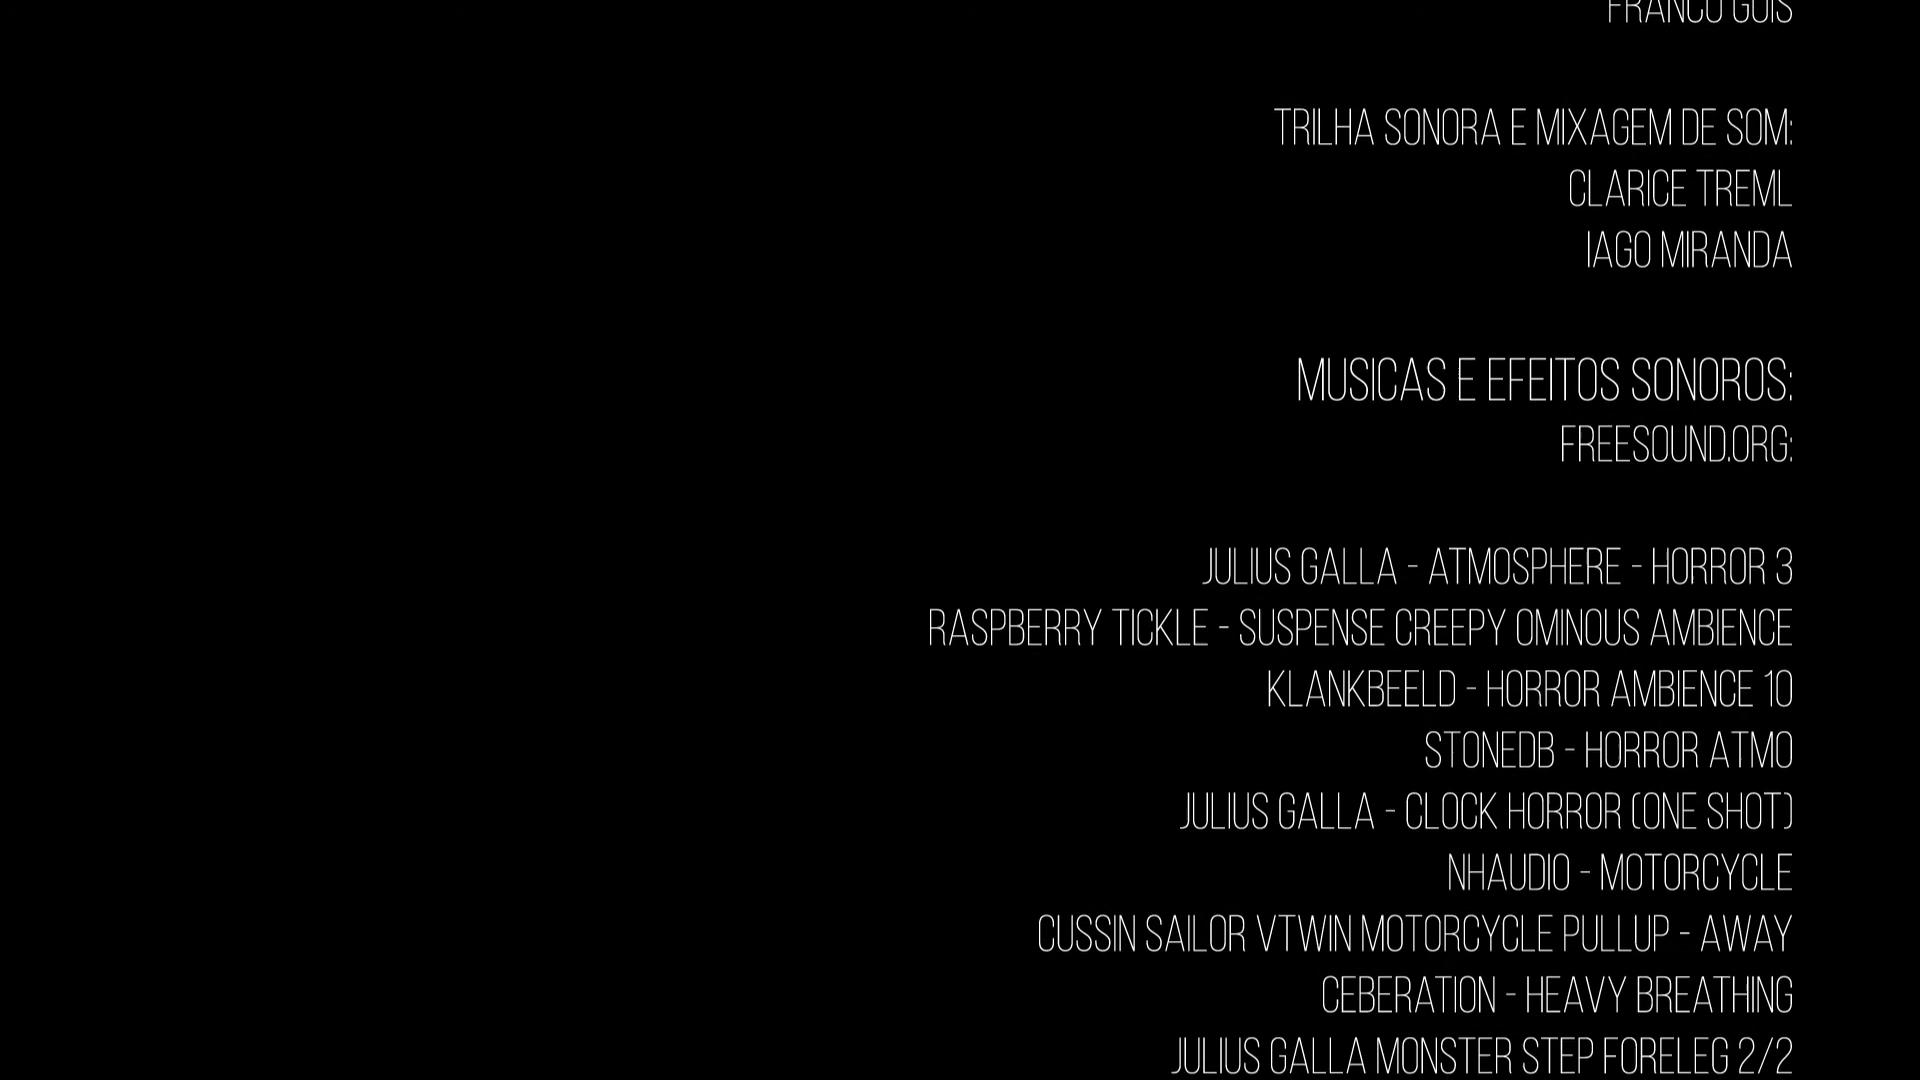 FRANCO GOIS
TRILHA SONORA E MIXAGEM DE SOM:
CLARICE TREML
IAGO MIRANDA
MUSICAS E EFEITOS SONOROS:
FREESOUND.ORG:
JULIUS GALLA - ATMOSPHERE - HORROR 3
RASPBERRY TICKLE - SUSPENSE CREEPY OMINOUS AMBIENCE
KLANKBEELD - HORROR AMBIENCE 10
STONEDB - HORROR ATMO
JULIUS GALLA - CLOCK HORROR (ONE SHOT)
NHAUDIO - MOTORCYCLE
CUSSIN SAILOR VTWIN MOTORCYCLE PULLUP - AWAY
CEBERATION - HEAVY BREATHING
JULIUS GALLA MONSTER STEP FORELEG 2/2